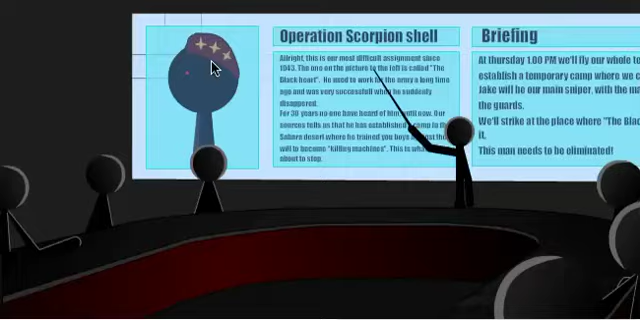 Operation Scorpion shell
Allright, this is our most difficult assignment since
1943. The one on the picture to the left is called "The
Black heart". He used to work for the army a long time
ago and was very successfull when he suddenly
disappeared.
For 30 years no one have heard of him until now. Our
sources tells us that he has established a camp in the
Sahara desert where he trained you boys
will to become "killing machines". This is
about to stop.
Briefing
At thursday 1.00 PM we'll fly our whole
establish a temporary camp where we
Jake will be our main sniper, with the
the guards.
We'll strike at the place where "The
it.
This man needs to be eliminated!